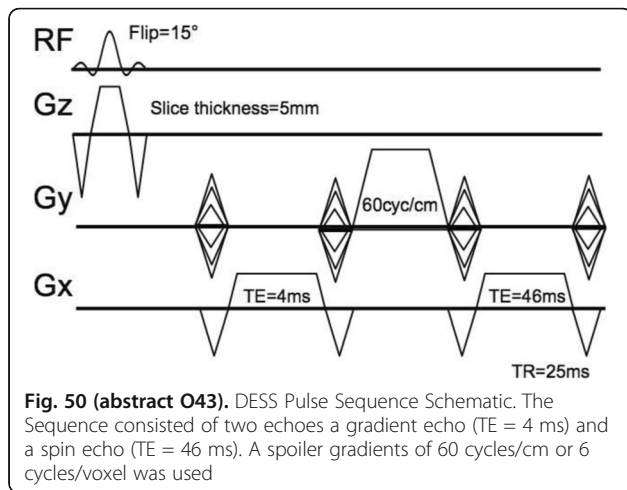 RF
Flip=15°
Gz
Slice thickness=5mm
Gy
60cyc/cm
Gx
TE=4ms
TE=46ms
TR=25ms
Fig. 50 (abstract O43). DESS Pulse Sequence Schematic. The
Sequence consisted of two echoes a gradient echo (TE = 4 ms) and
a spin echo (TE = 46 ms). A spoiler gradients of 60 cycles/cm or 6
cycles/voxel was used